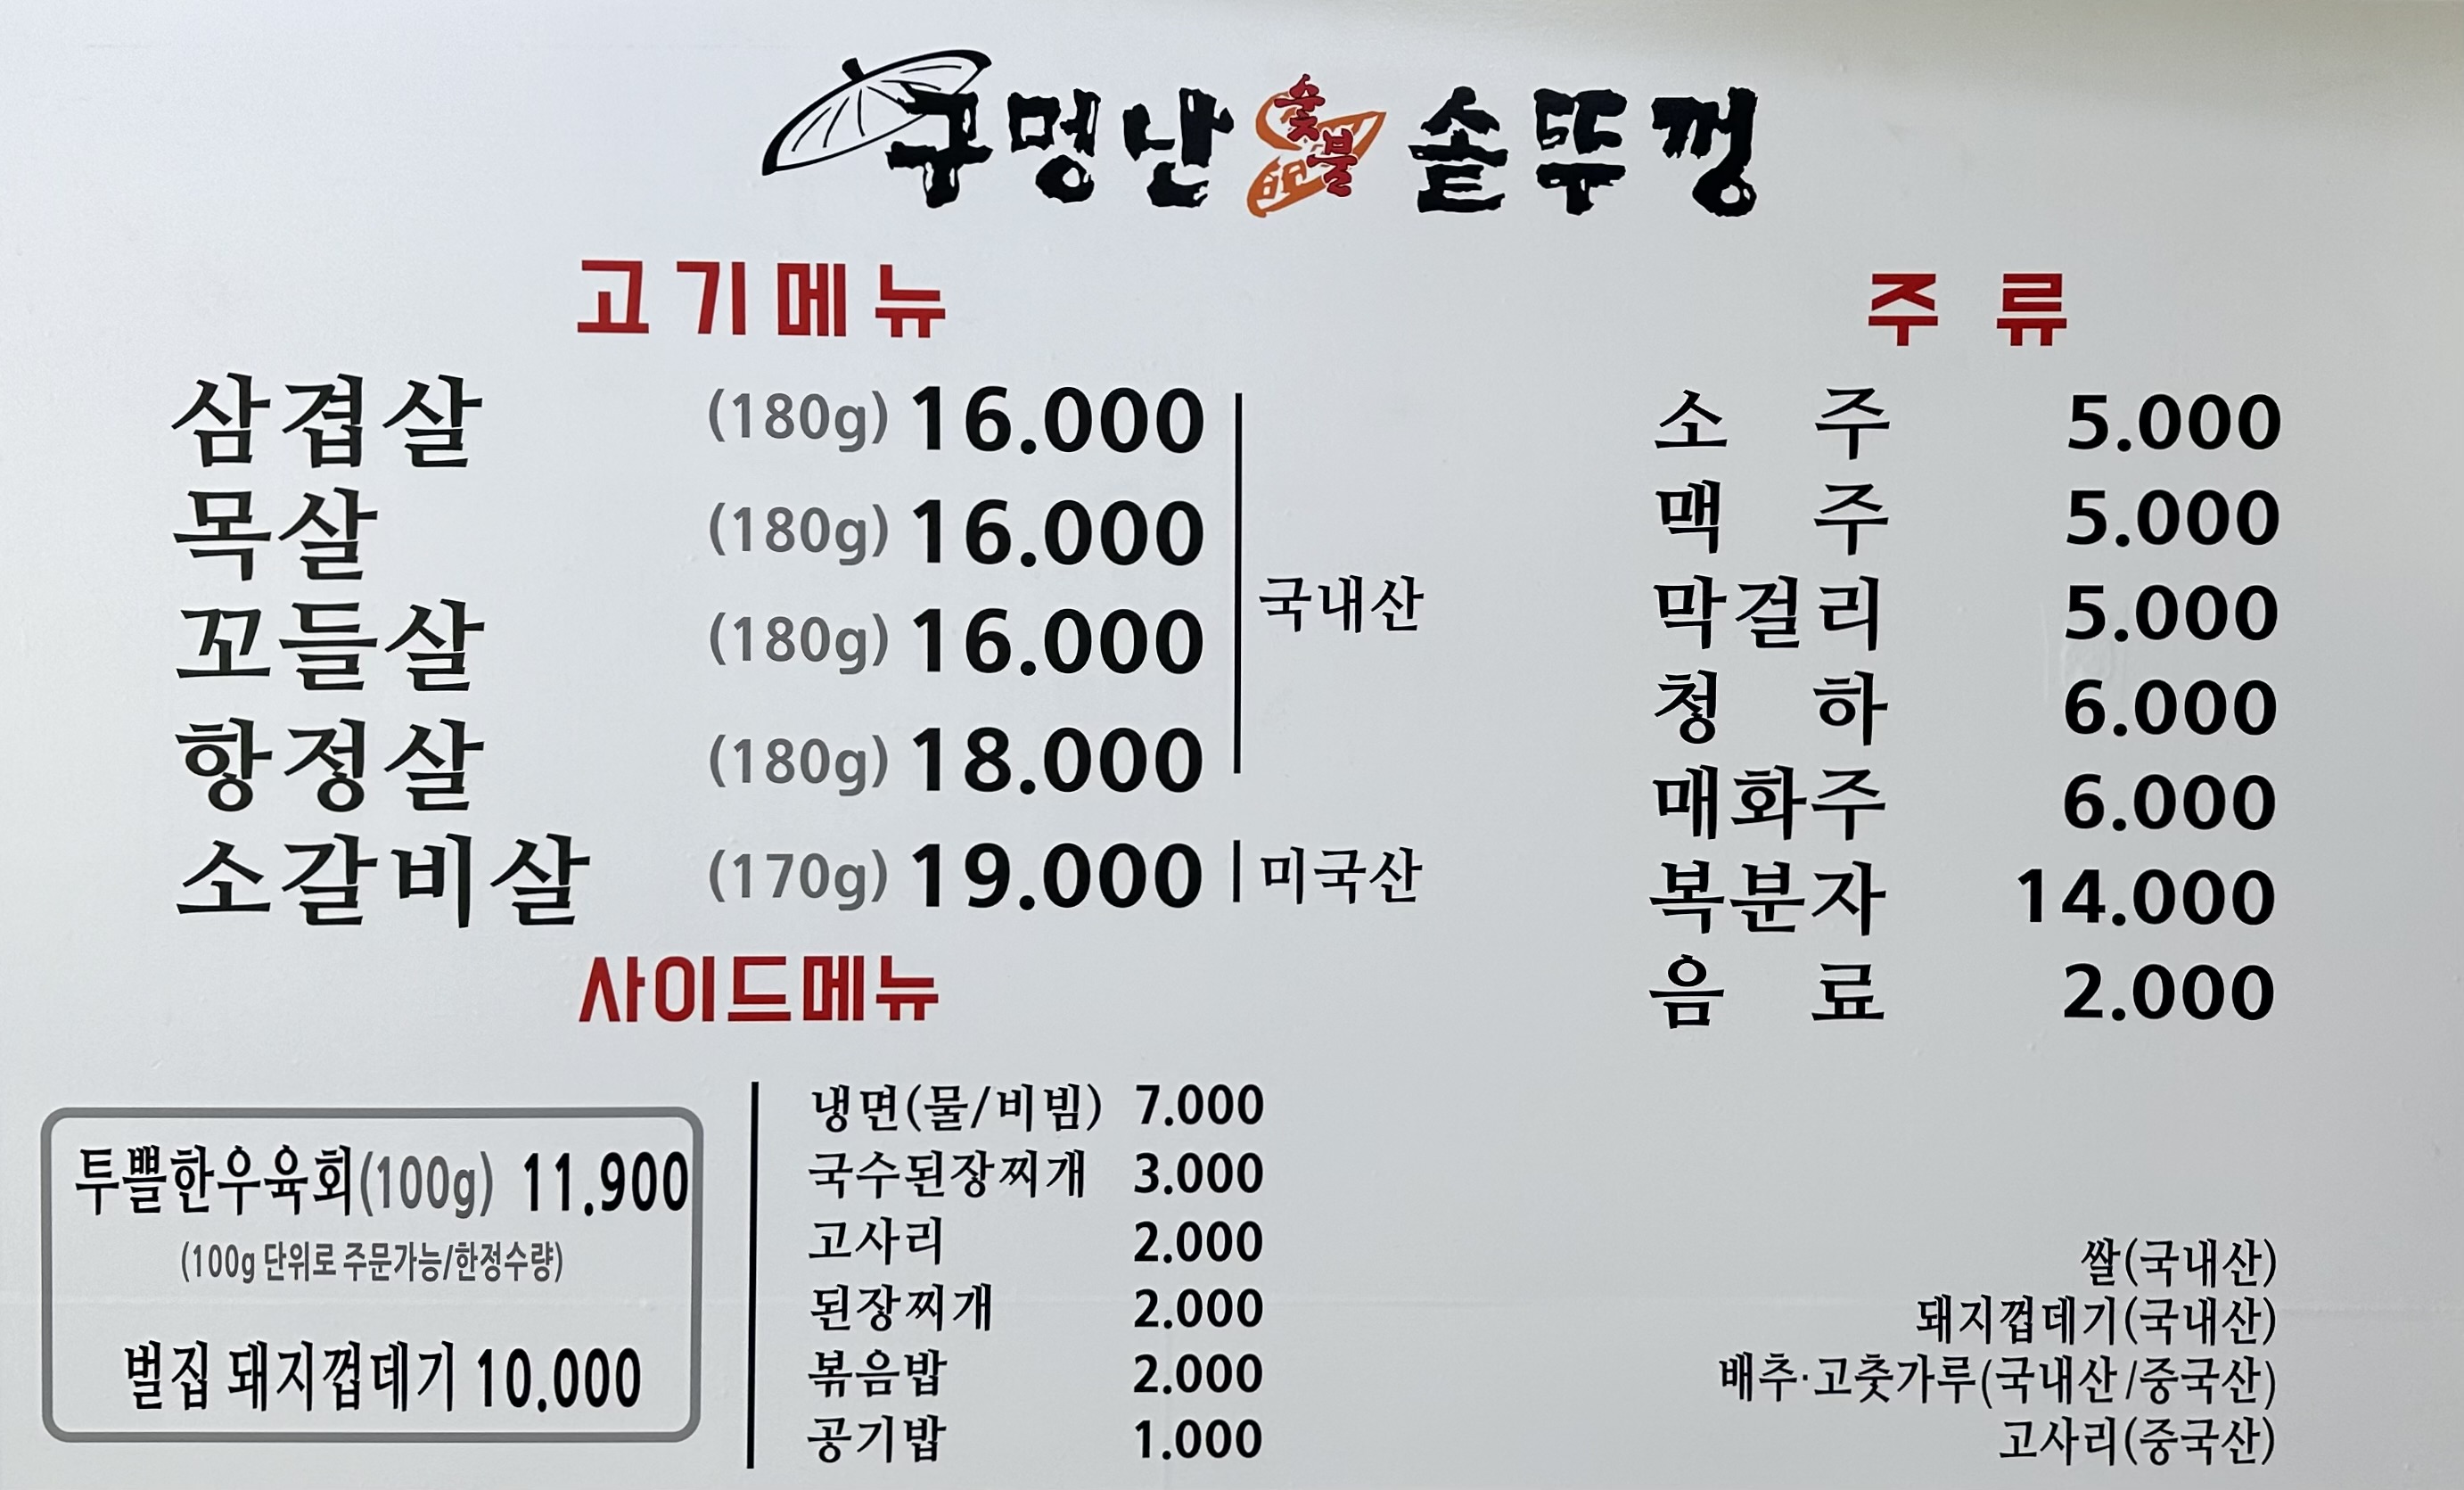 구멍난 숯불 솥뚜껑
고기메뉴
삼겹살 (180g) 16.000
목살 (180g) 16.000
꼬들살 (180g) 16.000
항정살 (180g) 18.000
국내산
소갈비살 (170g) 19.000 미국산
사이드메뉴
투쁠한우육회(100g) 11.900
(100g 단위로 주문가능/한정수량)
벌집 돼지껍데기 10.000
냉면(물/비빔) 7.000
국수된장찌개 3.000
고사리 2.000
된장찌개 2.000
볶음밥 2.000
공기밥 1.000
주 류
소 주 5.000
맥 주 5.000
막걸리 5.000
청 하 6.000
매화주 6.000
복분자 14.000
음 료 2.000
쌀(국내산)
돼지껍데기(국내산)
배추·고춧가루(국내산/중국산)
고사리(중국산)